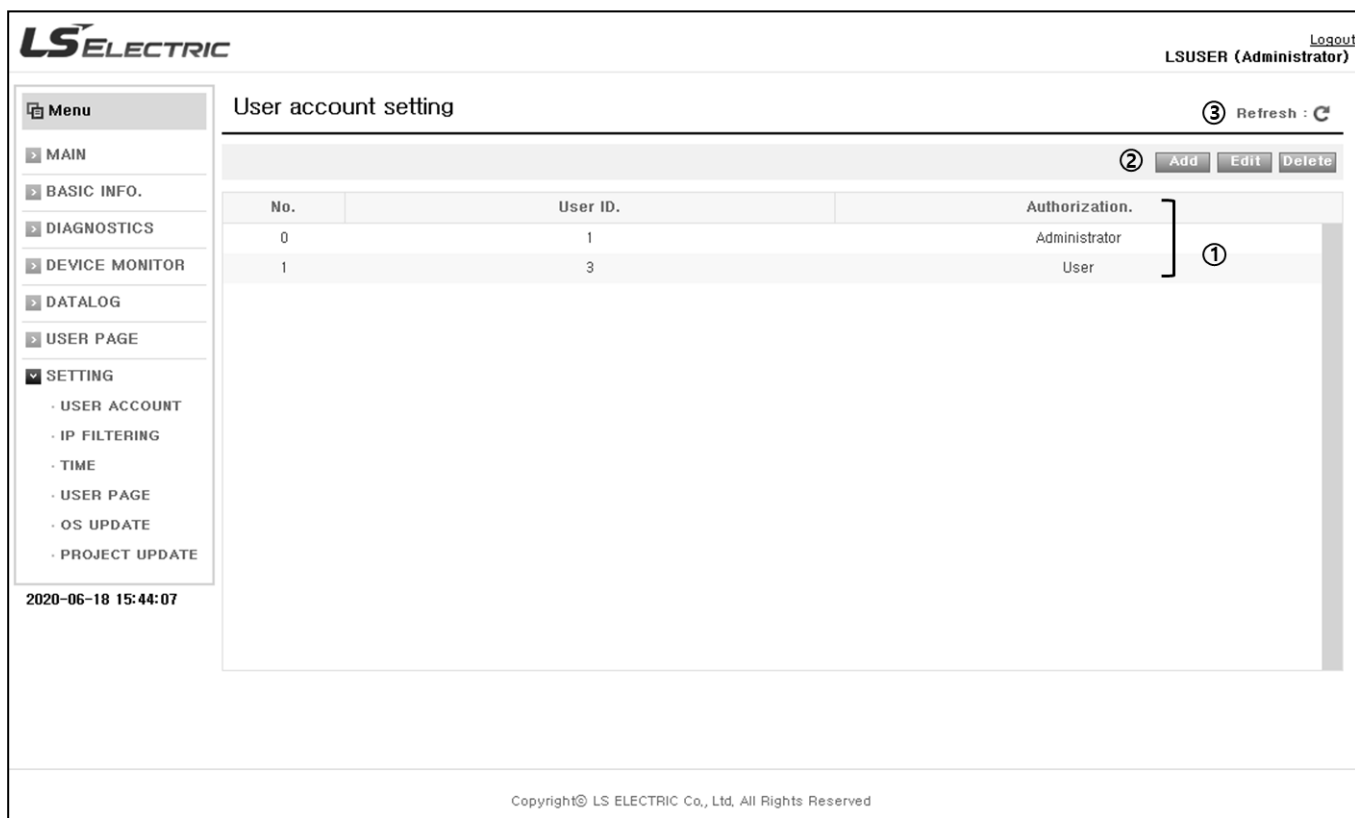 LS ELECTRIC
Logout
LSUSER (Administrator)
Menu
MAIN
BASIC INFO.
DIAGNOSTICS
DEVICE MONITOR
DATALOG
USER PAGE
SETTING
· USER ACCOUNT
· IP FILTERING
· TIME
· USER PAGE
· OS UPDATE
· PROJECT UPDATE
2020-06-18 15:44:07
User account setting
③ Refresh :
② Add Edit Delete
No. User ID. Authorization.
0 1 Administrator
1 3 User
①
Copyright© LS ELECTRIC Co., Ltd. All Rights Reserved